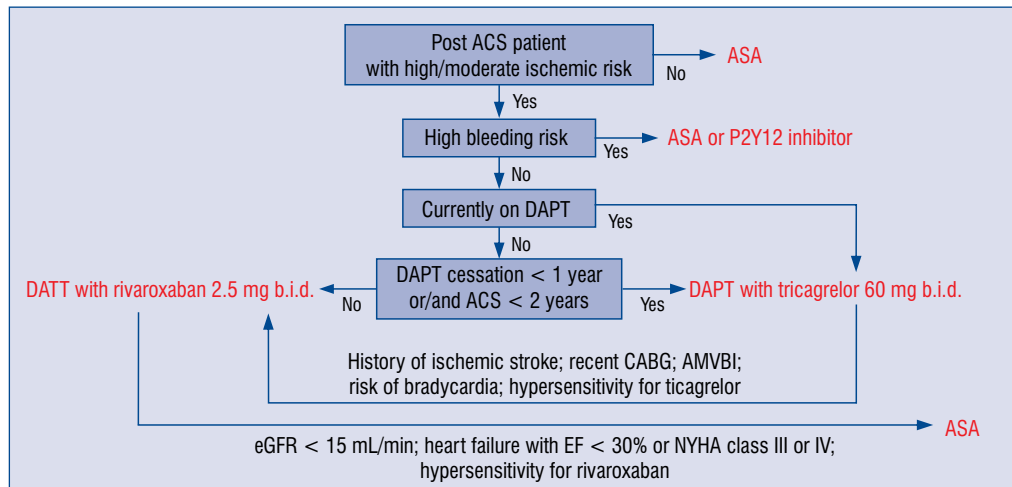 Post ACS patient
with high/moderate ischemic risk
No
ASA
Yes
High bleeding risk
Yes
ASA or P2Y12 inhibitor
No
Currently on DAPT
Yes
No
DAPT cessation < 1 year
or/and ACS < 2 years
DATT with rivaroxaban 2.5 mg b.i.d.
No
Yes
DAPT with tricagrelor 60 mg b.i.d.
History of ischemic stroke; recent CABG; AMVBI;
risk of bradycardia; hypersensitivity for ticagrelor
ASA
eGFR < 15 mL/min; heart failure with EF < 30% or NYHA class III or IV;
hypersensitivity for rivaroxaban